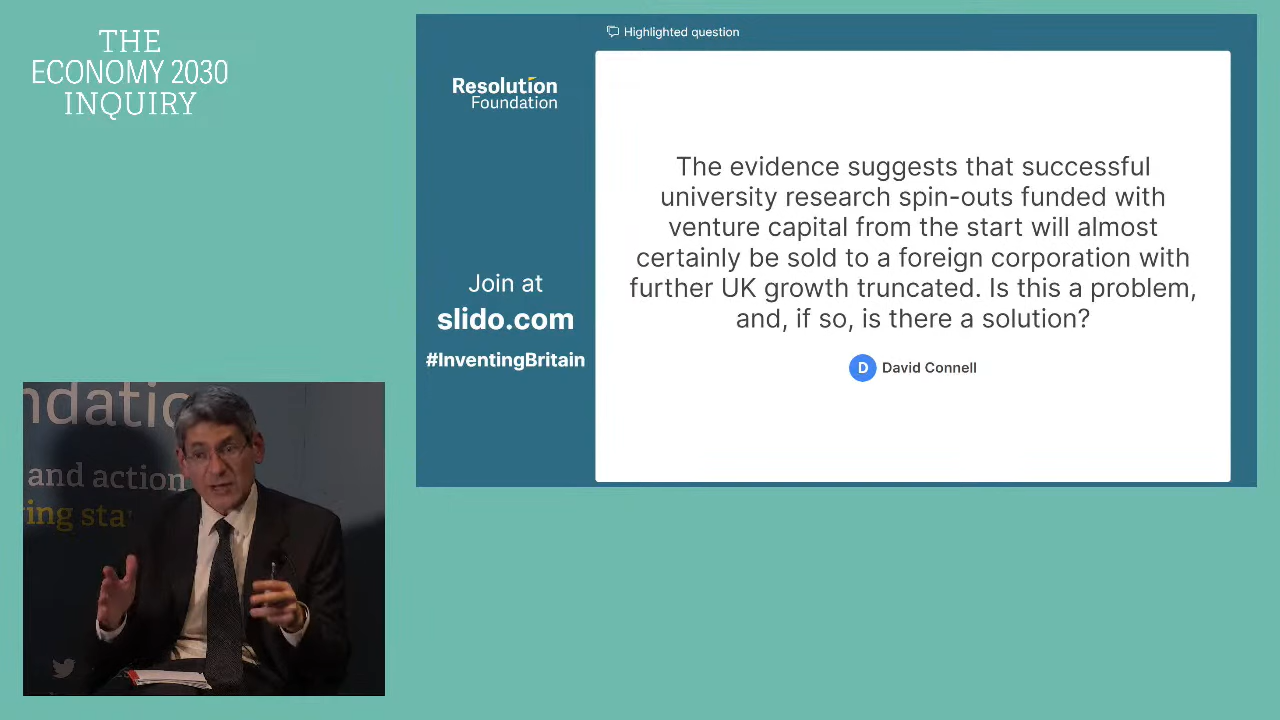 THE
ECONOMY 2030
INQUIRY
Resolution
Foundation
Join at
slido.com
#InventingBritain
Highlighted question
The evidence suggests that successful
university research spin-outs funded with
venture capital from the start will almost
certainly be sold to a foreign corporation with
further UK growth truncated. Is this a problem,
and, if so, is there a solution?
D David Connell
ndatio
and action
ing sta